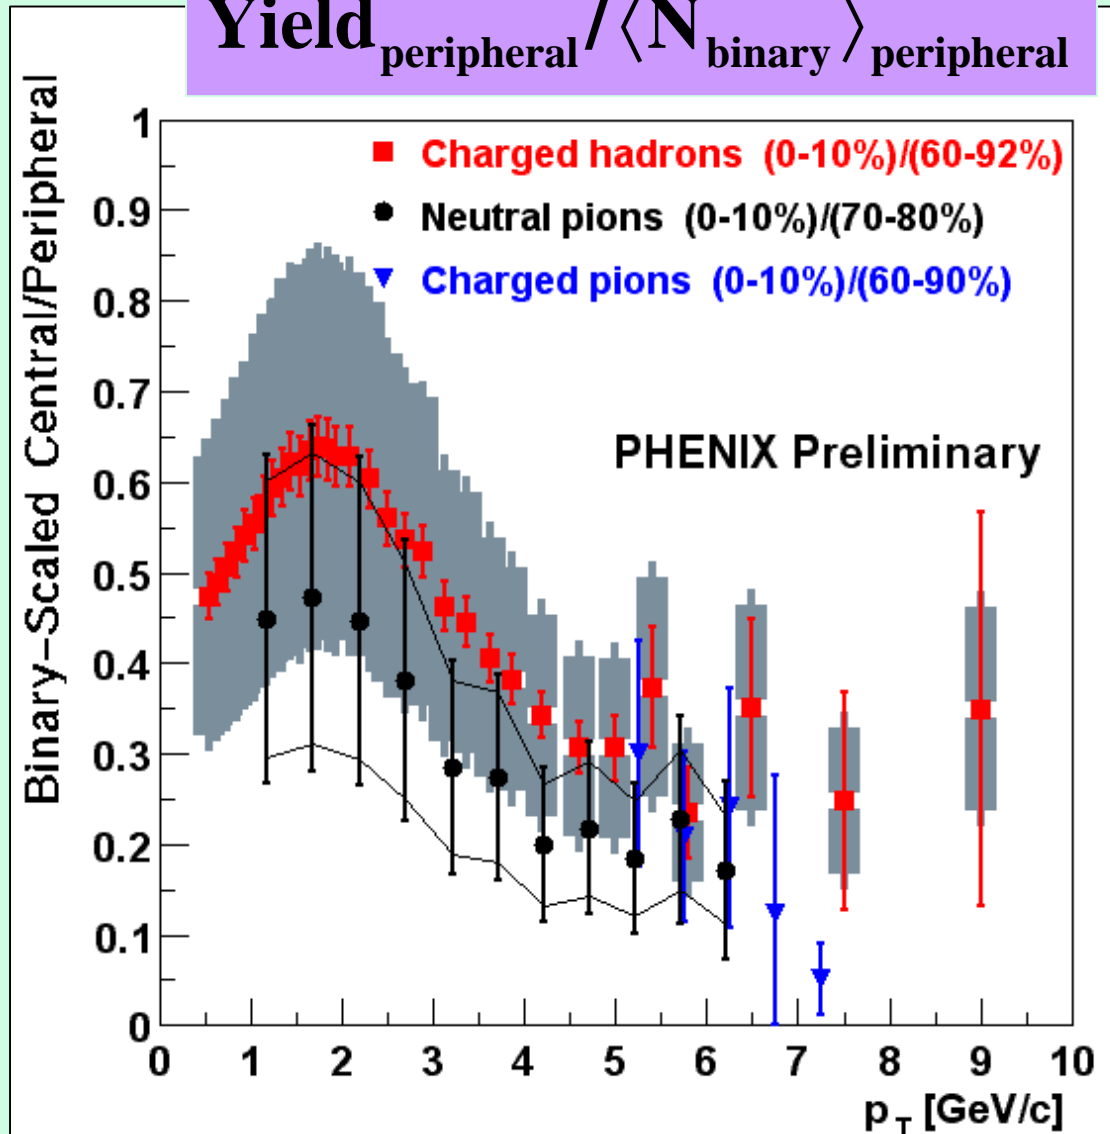 Yield peripheral /⟨N binary ⟩ peripheral
Binary-Scaled Central/Peripheral
1
Charged hadrons (0-10%)/(60-92%)
0.9
Neutral pions (0-10%)/(70-80%)
Charged pions (0-10%)/(60-90%)
0.8
0.7
PHENIX Preliminary
0.6
0.5
0.4
0.3
0.2
0.1
0
0 1 2 3 4 5 6 7 8 9 10
p T [GeV/c]